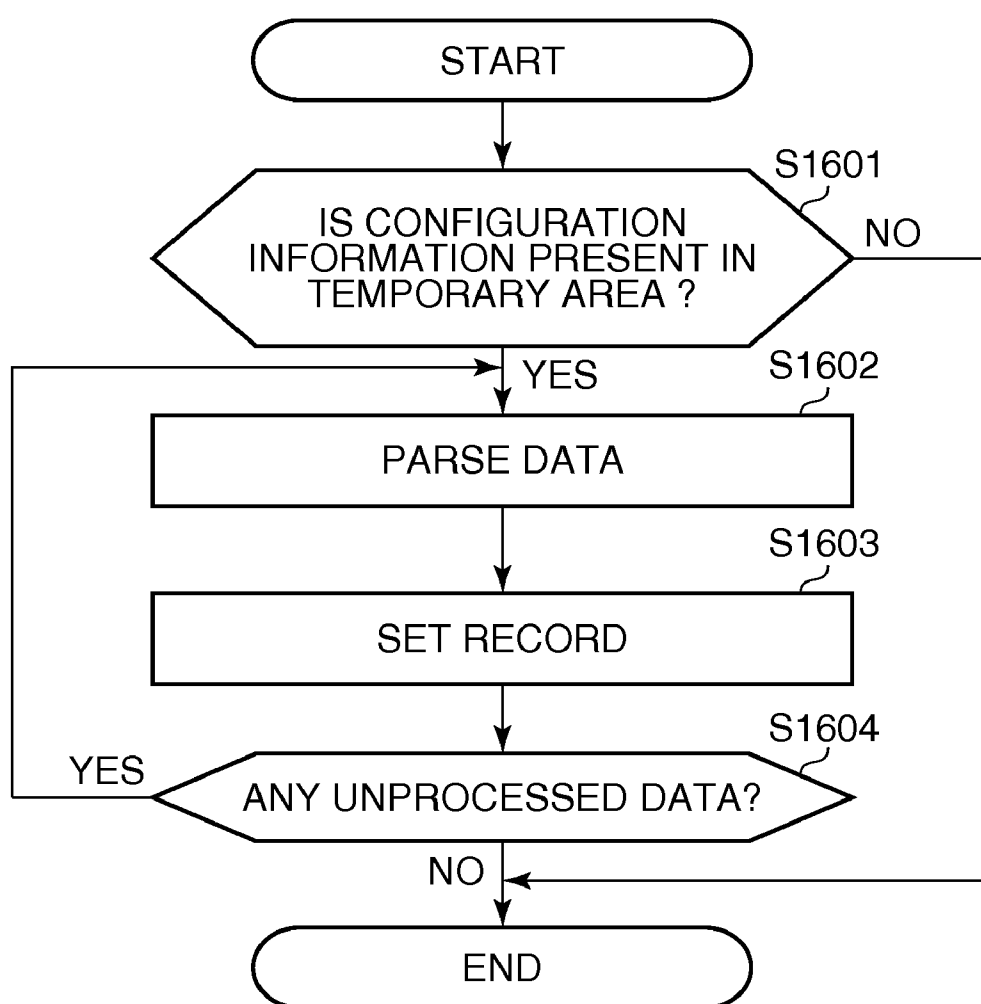 START
S1601
IS CONFIGURATION
INFORMATION PRESENT IN
TEMPORARY AREA ?
NO
YES
S1602
PARSE DATA
S1603
SET RECORD
S1604
YES
ANY UNPROCESSED DATA?
NO
END